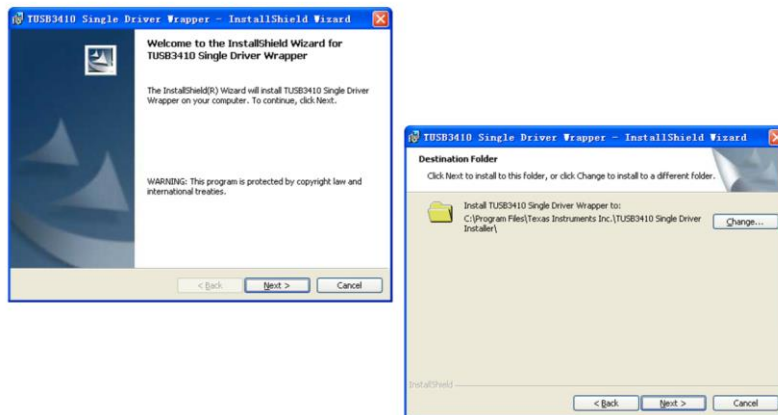 TUSB3410 Single Driver Wrapper - InstallShield Wizard
Welcome to the InstallShield Wizard for
TUSB3410 Single Driver Wrapper
The InstallShield(R) Wizard will install TUSB3410 Single Driver
Wrapper on your computer. To continue, click Next.
WARNING: This program is protected by copyright law and
international treaties.
< Back
Next >
Cancel
TUSB3410 Single Driver Wrapper - InstallShield Wizard
Destination Folder
Click Next to install to this folder, or click Change to install to a different folder.
Install TUSB3410 Single Driver Wrapper to:
C:\Program Files\Texas Instruments Inc.\TUSB3410 Single Driver
Installer\
Change...
InstallShield
< Back
Next >
Cancel